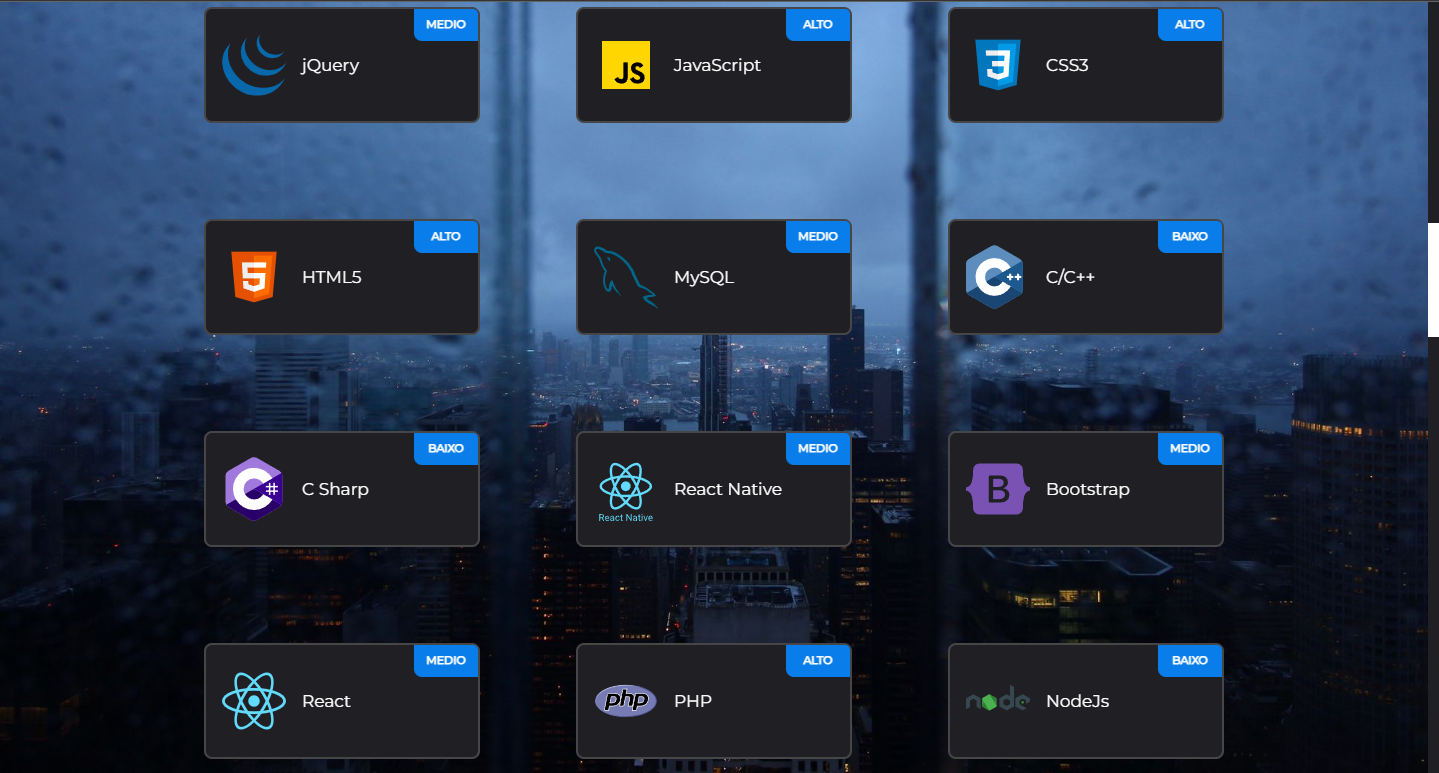 MEDIO
jQuery
ALTO
JS
JavaScript
ALTO
3
CSS3
ALTO
5
HTML5
MEDIO
MySQL
BAIXO
C++
C/C++
BAIXO
C#
C Sharp
MEDIO
React Native
React Native
MEDIO
B
Bootstrap
MEDIO
React
ALTO
php
PHP
BAIXO
node
NodeJs